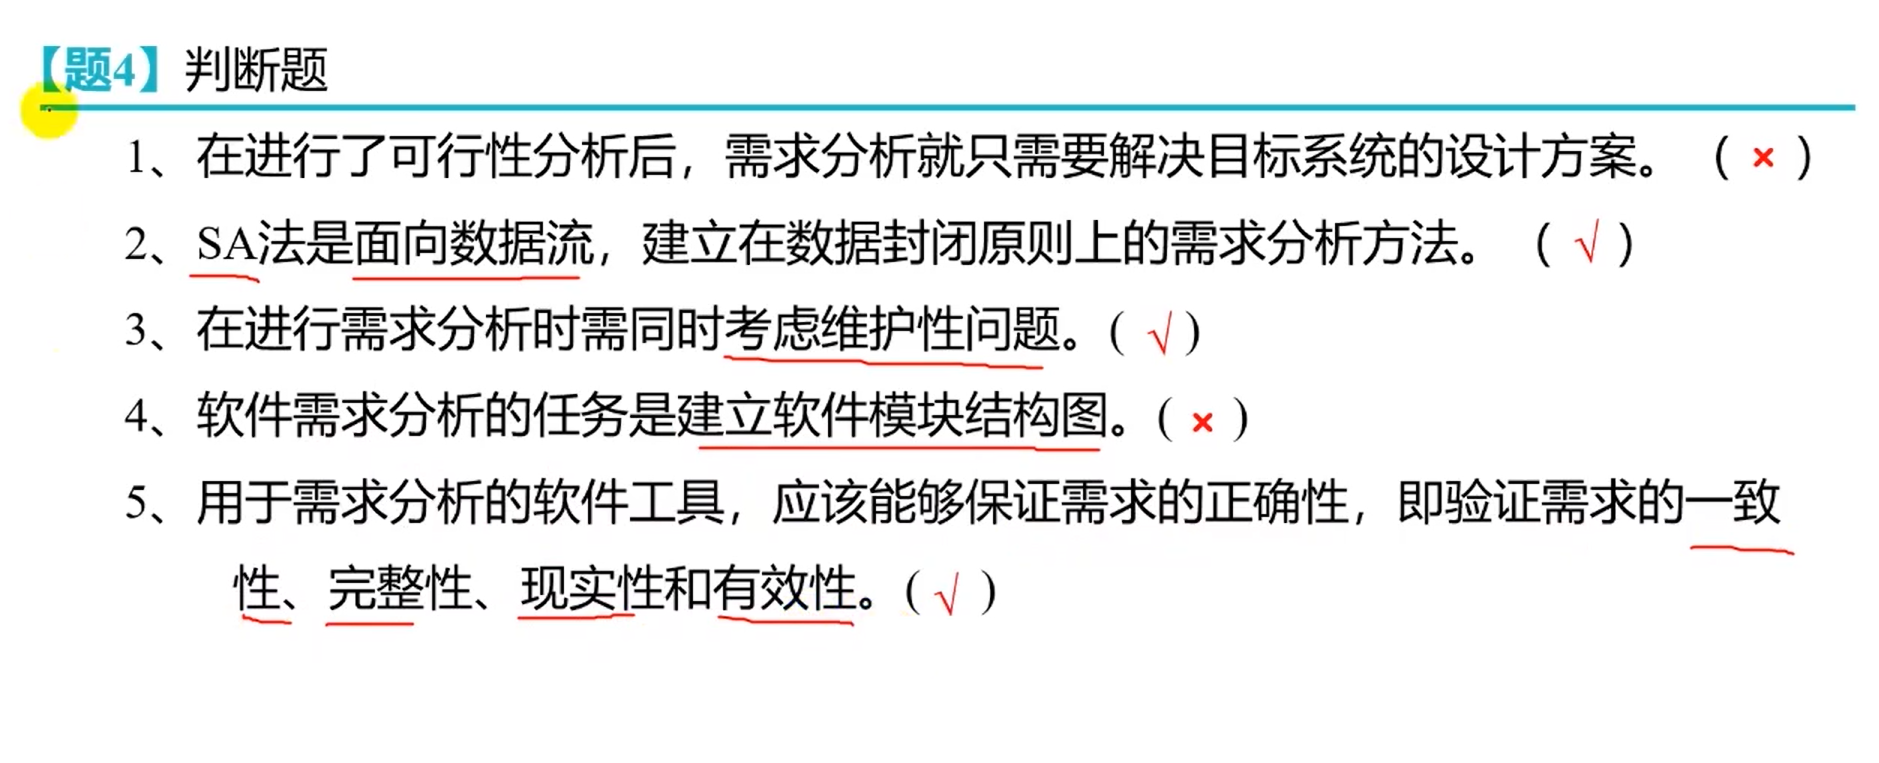 【题4】判断题
1、在进行了可行性分析后，需求分析就只需要解决目标系统的设计方案。（×）
2、SA法是面向数据流，建立在数据封闭原则上的需求分析方法。（√）
3、在进行需求分析时需同时考虑维护性问题。(√)
4、软件需求分析的任务是建立软件模块结构图。(×)
5、用于需求分析的软件工具，应该能够保证需求的正确性，即验证需求的一致
性、完整性、现实性和有效性。(√)